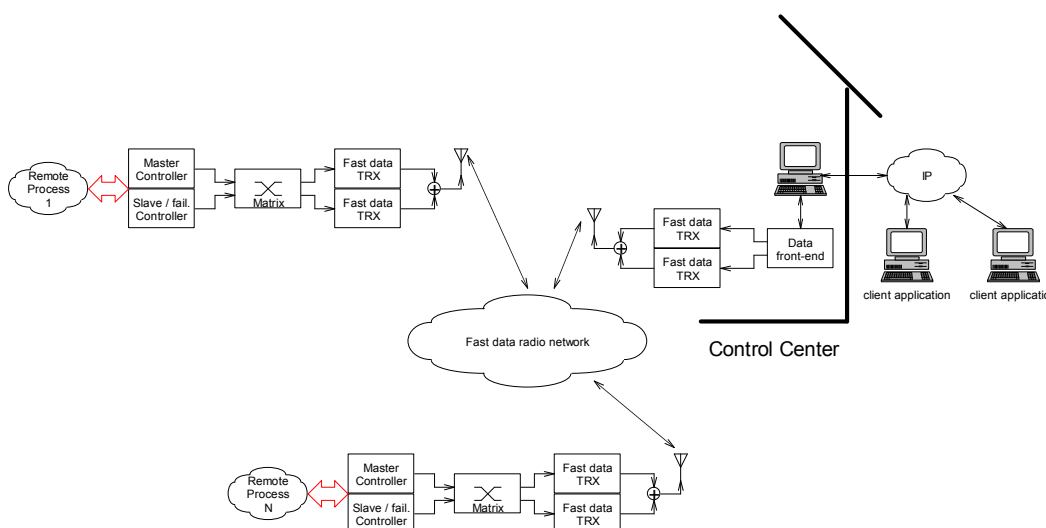 Remote
Process
1
Master
Controller
Slave / fail.
Controller
Matrix
Fast data
TRX
Fast data
TRX
Fast data
TRX
Fast data
TRX
Data
front-end
IP
client application
client applicatio
Control Center
Fast data radio network
Remote
Process
N
Master
Controller
Slave / fail.
Controller
Matrix
Fast data
TRX
Fast data
TRX